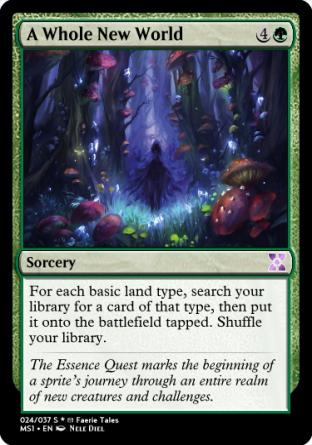 A Whole New World 4
Sorcery
For each basic land type, search your
library for a card of that type, then put
it onto the battlefield tapped. Shuffle
your library.
The Essence Quest marks the beginning of
a sprite's journey through an entire realm
of new creatures and challenges.
024/037 S * Faerie Tales
MS1 • EN NELE DIEL